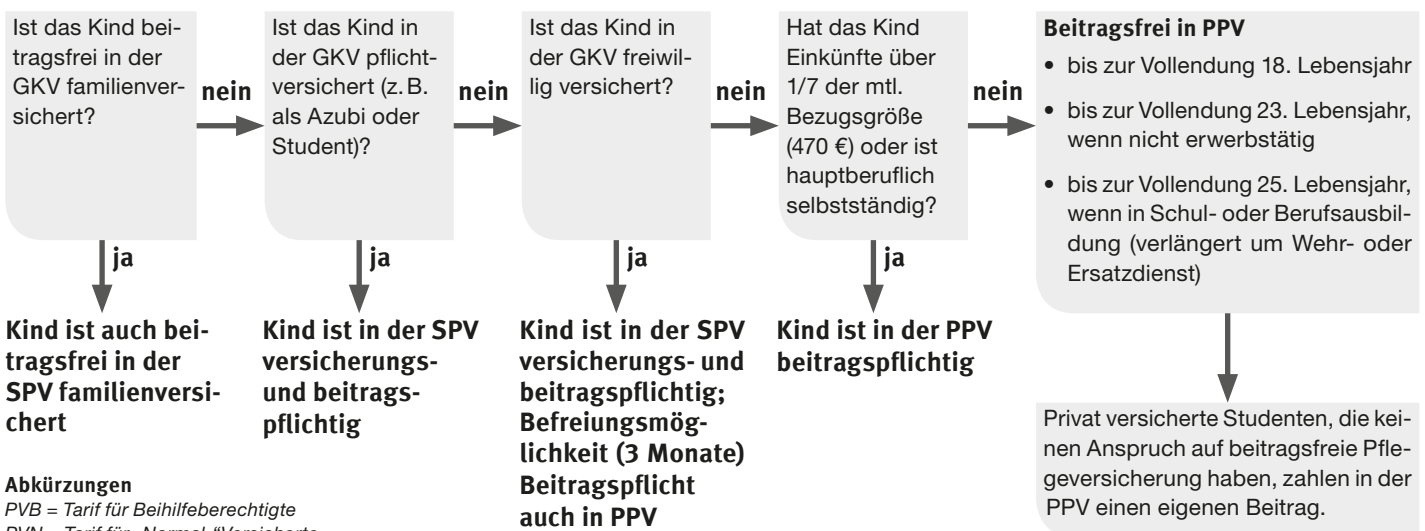 Ist das Kind bei-
tragsfrei in der
GKV familienver-
sichert?
nein
Ist das Kind in
der GKV pflicht-
versichert (z. B.
als Azubi oder
Student)?
nein
Ist das Kind in
der GKV freiwil-
lig versichert?
nein
Hat das Kind
Einkünfte über
1/7 der mtl.
Bezugsgröße
(470 €) oder ist
hauptberuflich
selbstständig?
nein
Beitragsfrei in PPV
• bis zur Vollendung 18. Lebensjahr
• bis zur Vollendung 23. Lebensjahr,
wenn nicht erwerbstätig
• bis zur Vollendung 25. Lebensjahr,
wenn in Schul- oder Berufsausbil-
dung (verlängert um Wehr- oder
Ersatzdienst)
ja
Kind ist auch bei-
tragsfrei in der
SPV familienversi-
chert
ja
Kind ist in der SPV
versicherungs-
und beitrags-
pflichtig
ja
Kind ist in der SPV
versicherungs- und
beitragspflichtig;
Befreiungsmög-
lichkeit (3 Monate)
Beitragspflicht
auch in PPV
ja
Kind ist in der PPV
beitragspflichtig
Privat versicherte Studenten, die kei-
nen Anspruch auf beitragsfreie Pfle-
geversicherung haben, zahlen in der
PPV einen eigenen Beitrag.
Abkürzungen
PVB = Tarif für Beihilfeberechtigte
PVN = Tarif für „Normal-“Versicherte